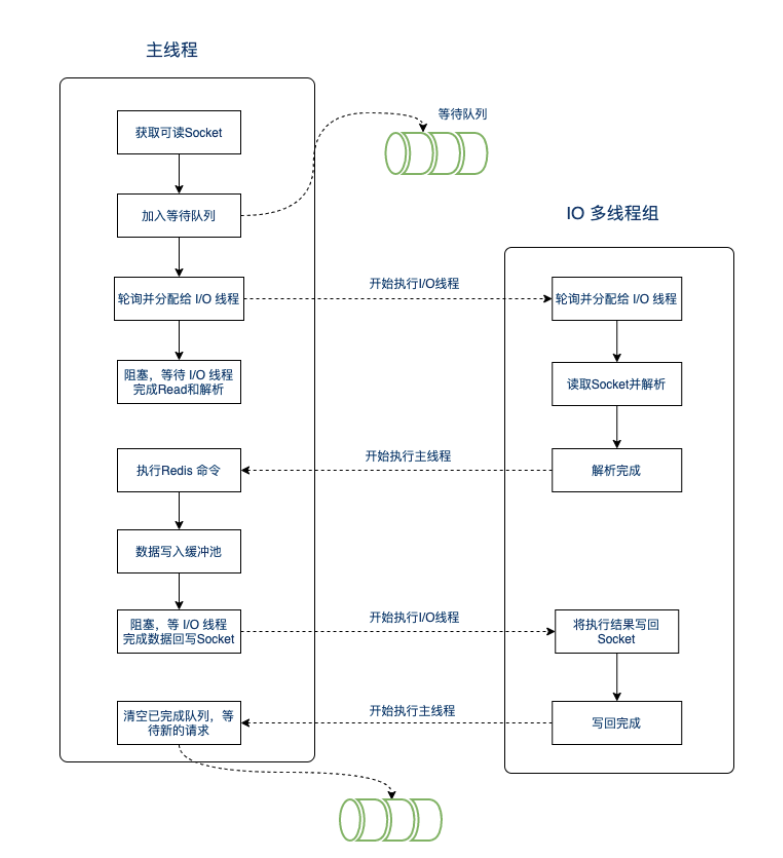 主线程
获取可读Socket
等待队列
加入等待队列
IO 多线程组
轮询并分配给 I/O 线程
开始执行I/O线程
轮询并分配给 I/O 线程
阻塞，等待 I/O 线程
完成Read和解析
读取Socket并解析
执行Redis 命令
开始执行主线程
解析完成
数据写入缓冲池
阻塞，等 I/O 线程
完成数据回写Socket
开始执行I/O线程
将执行结果写回
Socket
清空已完成队列，等
待新的请求
开始执行主线程
写回完成